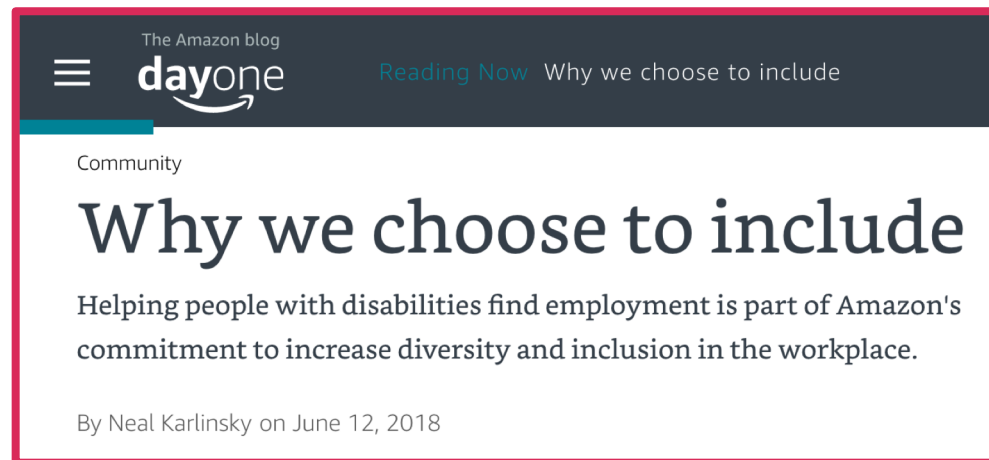 The Amazon blog
dayone
Reading Now Why we choose to include
Community
Why we choose to include
Helping people with disabilities find employment is part of Amazon's
commitment to increase diversity and inclusion in the workplace.
By Neal Karlinsky on June 12, 2018